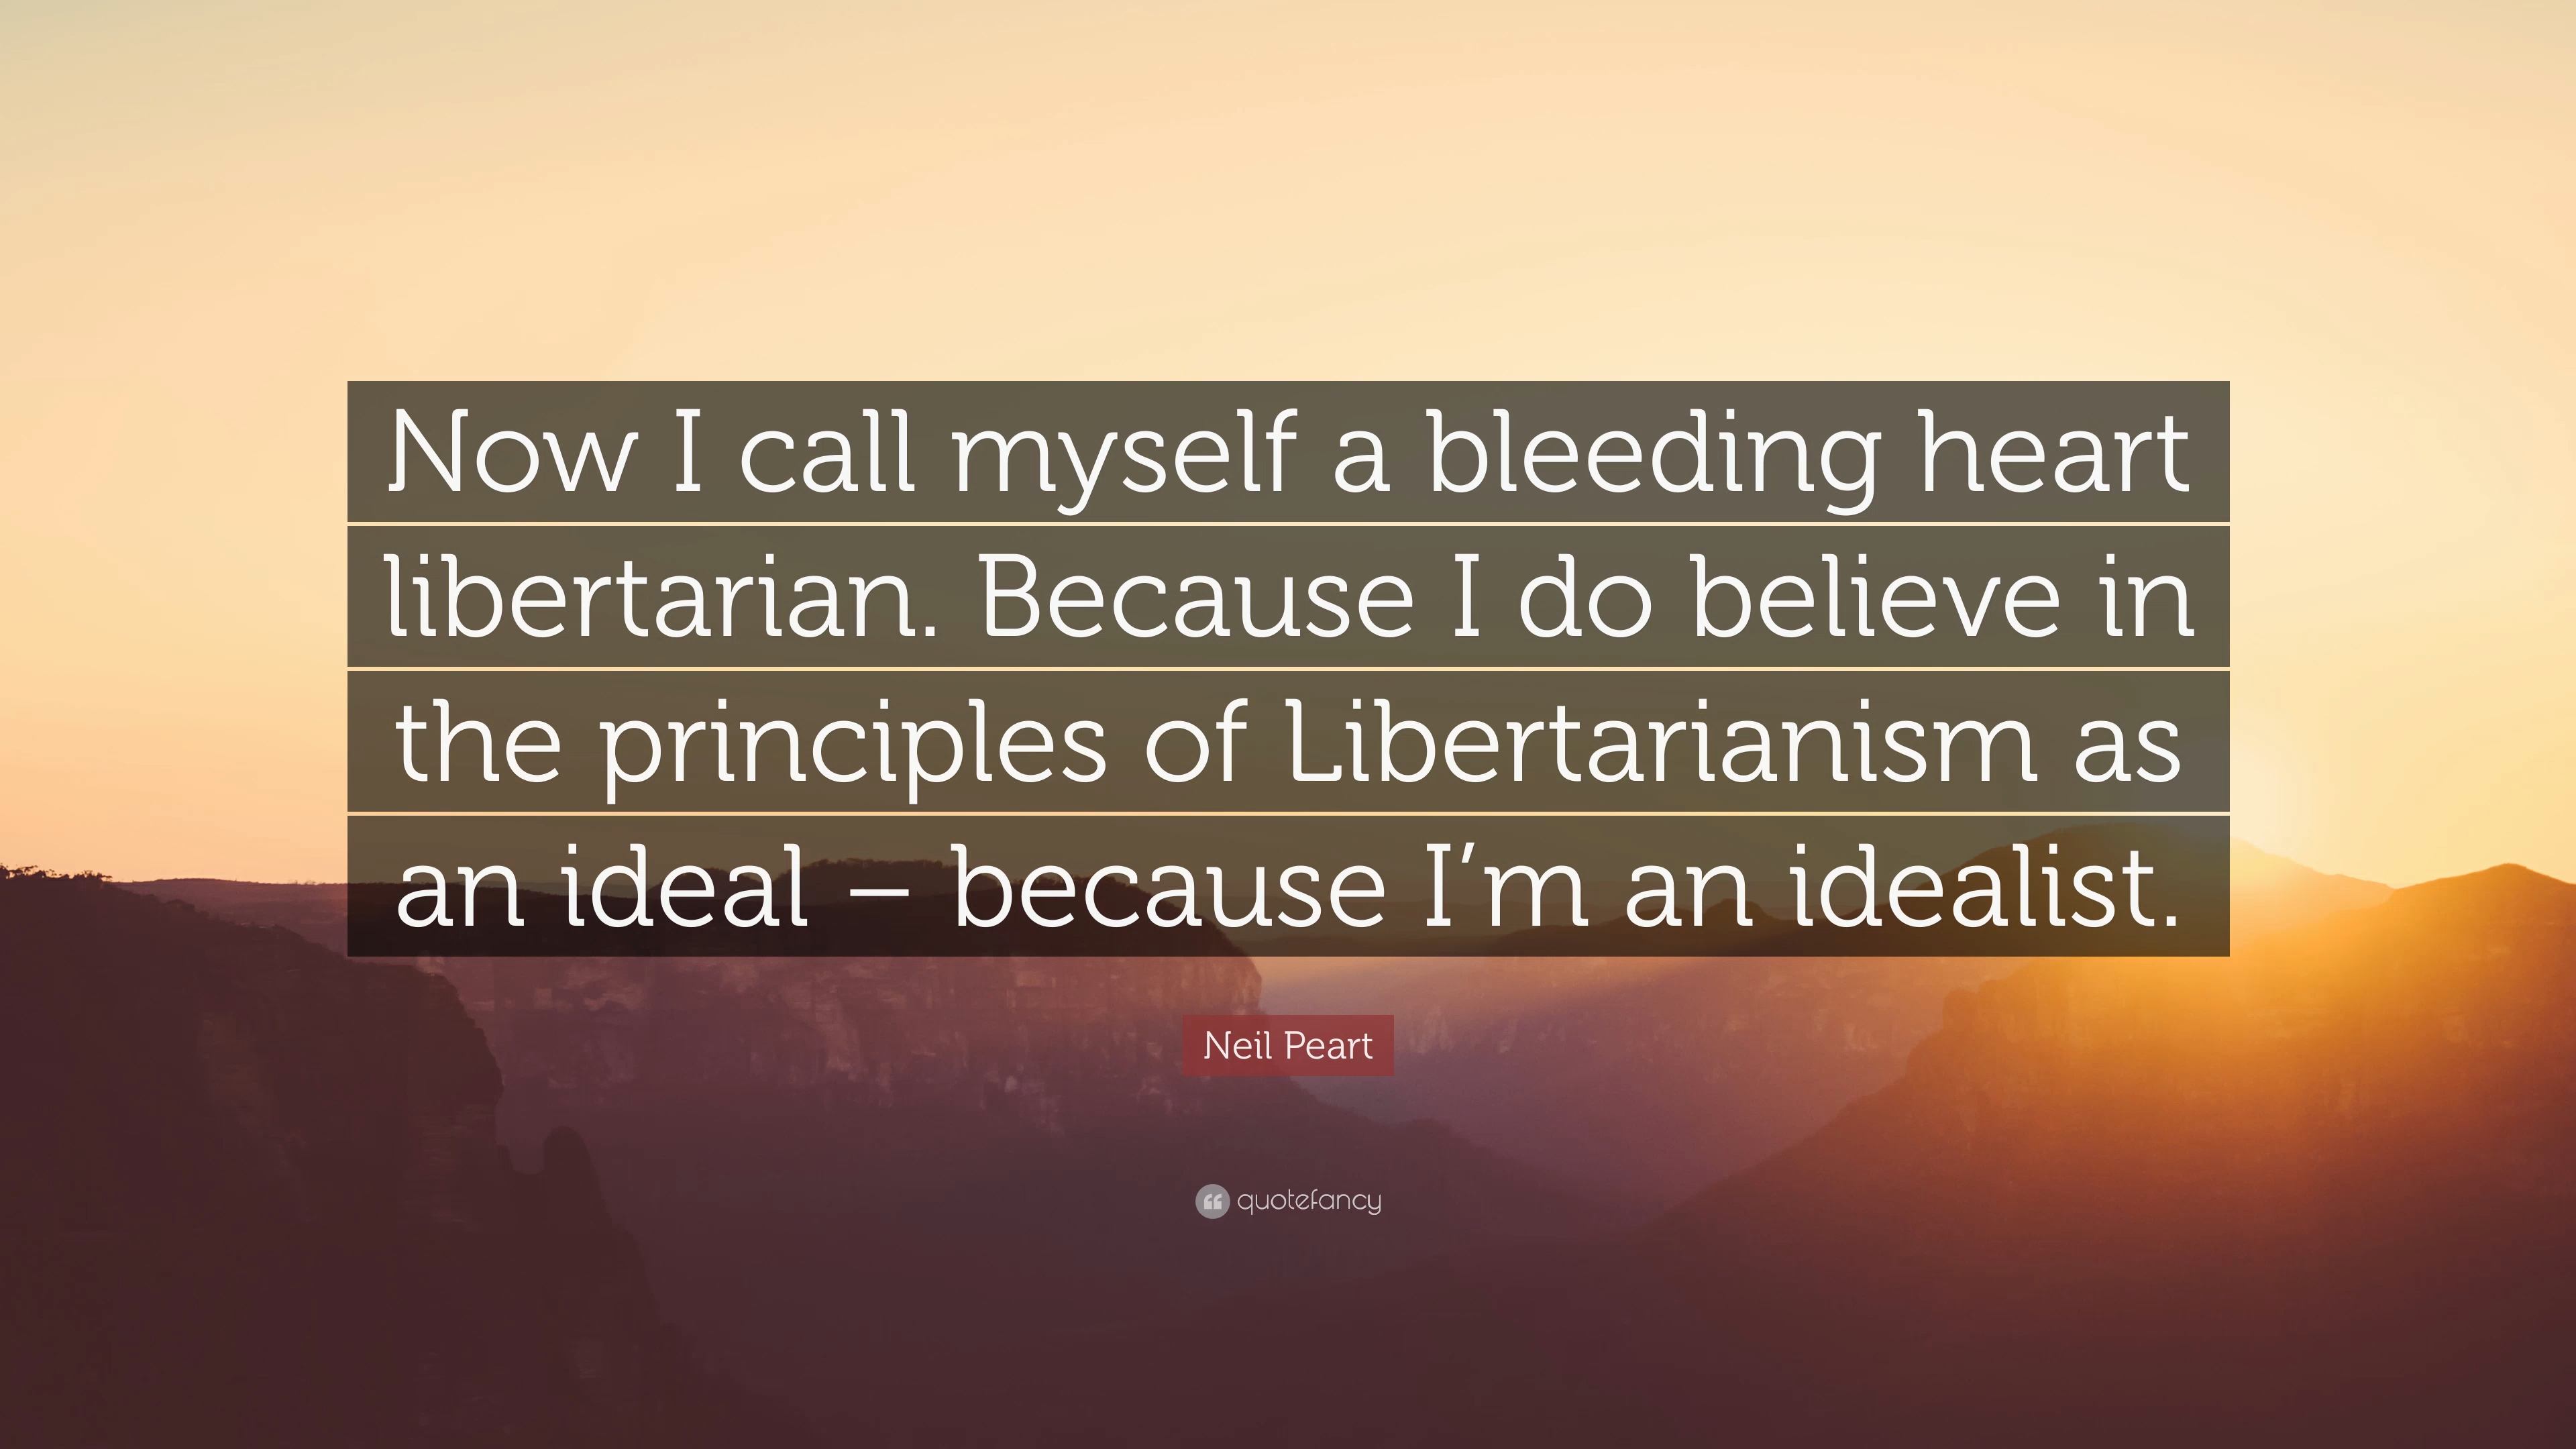 Now I call myself a bleeding heart
libertarian. Because I do believe in
the principles of Libertarianism as
an ideal – because I’m an idealist.
Neil Peart
quotefancy